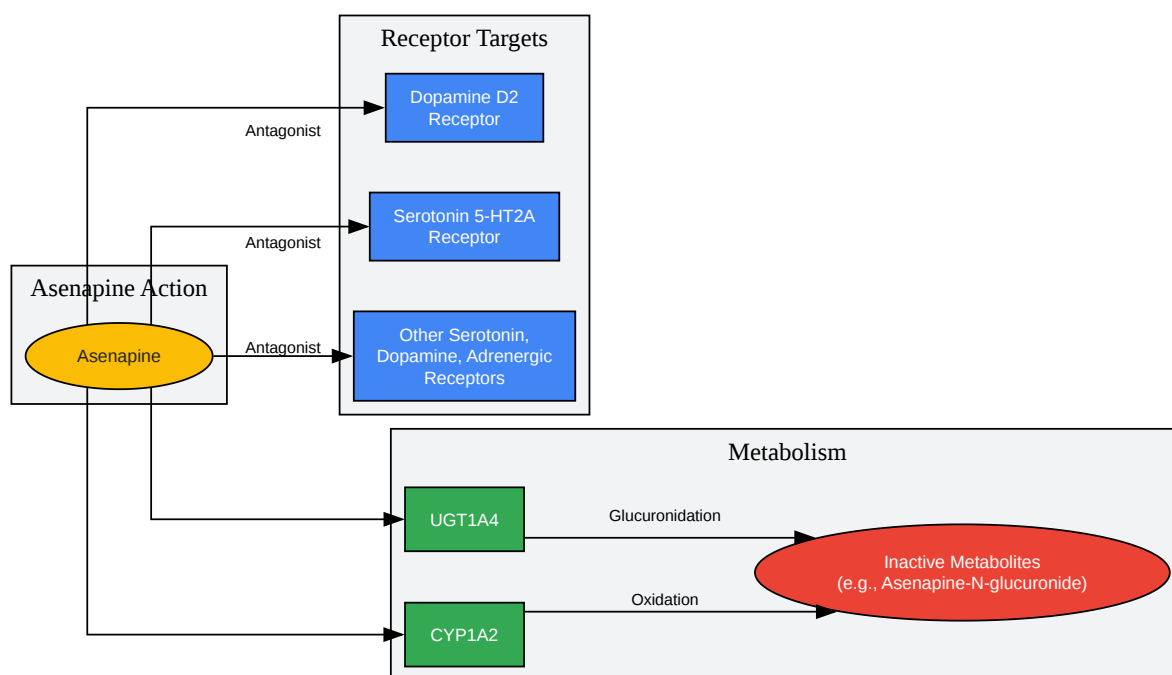 Receptor Targets
Dopamine D2
Receptor
Antagonist
Serotonin 5-HT2A
Receptor
Antagonist
Asenapine Action
Asenapine
Antagonist
Other Serotonin,
Dopamine, Adrenergic
Receptors
Metabolism
UGT1A4
Glucuronidation
Inactive Metabolites
(e.g., Asenapine-N-glucuronide)
CYP1A2
Oxidation